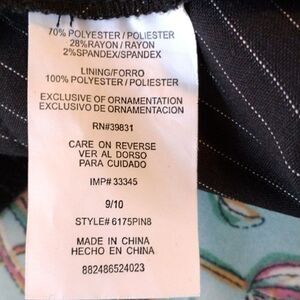 70% POLYESTER / POLIESTER
28% RAYON / RAYON
2% SPANDEX/SPANDEX
LINING/FORRO
100% POLYESTER / POLIESTER
EXCLUSIVE OF ORNAMENTATION
EXCLUSIVO DE ORNAMENTACION
RN#39831
CARE ON REVERSE
VER AL DORSO
PARA CUIDADO
IMP# 33345
9/10
STYLE# 6175PIN8
MADE IN CHINA
HECHO EN CHINA
882486524023